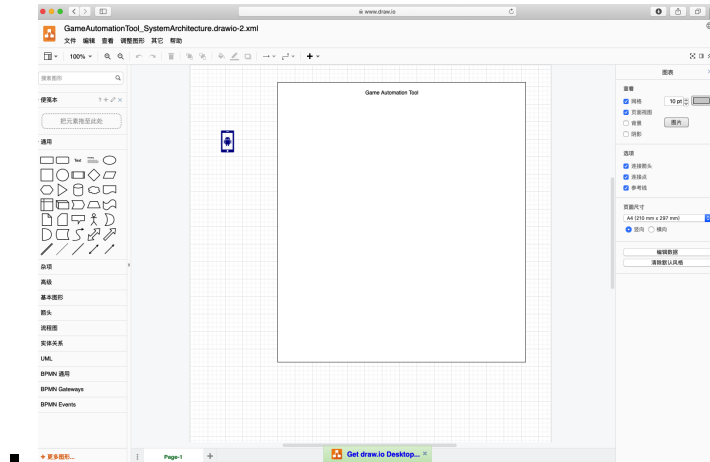 www.draw.io
GameAutomationTool_SystemArchitecture.drawio-2.xml
文件 编辑 查看 调整图形 其它 帮助
100%
搜索图形
便笺本
把元素拖至此处
通用
Text
杂项
高级
基本图形
箭头
流程图
实体关系
UML
BPMN 通用
BPMN Gateways
BPMN Events
+ 更多图形...
Game Automation Tool
Page-1
Get draw.io Desktop...
图表
查看
网格 10 pt
页面视图
背景 图片
阴影
选项
连接箭头
连接点
参考线
页面尺寸
A4 (210 mm x 297 mm)
竖向 横向
编辑数据
清除默认风格